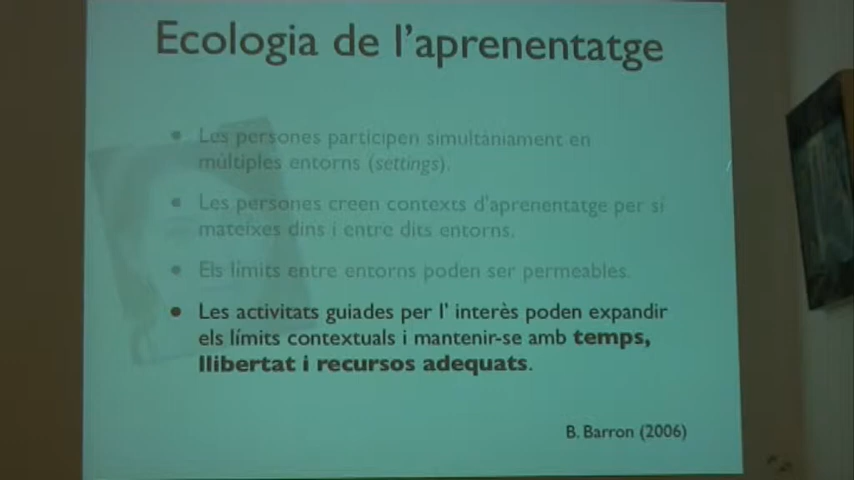 Ecologia de l'aprenentatge
• Les persones participen simultàniament en
múltiples entorns (settings).
• Les persones creen contexts d'aprenentatge per sí
mateixes dins i entre dits entorns.
• Els límits entre entorns poden ser permeables.
• Les activitats guiades per l' interès poden expandir
els límits contextuals i mantenir-se amb temps,
llibertat i recursos adequats.
B. Barron (2006)